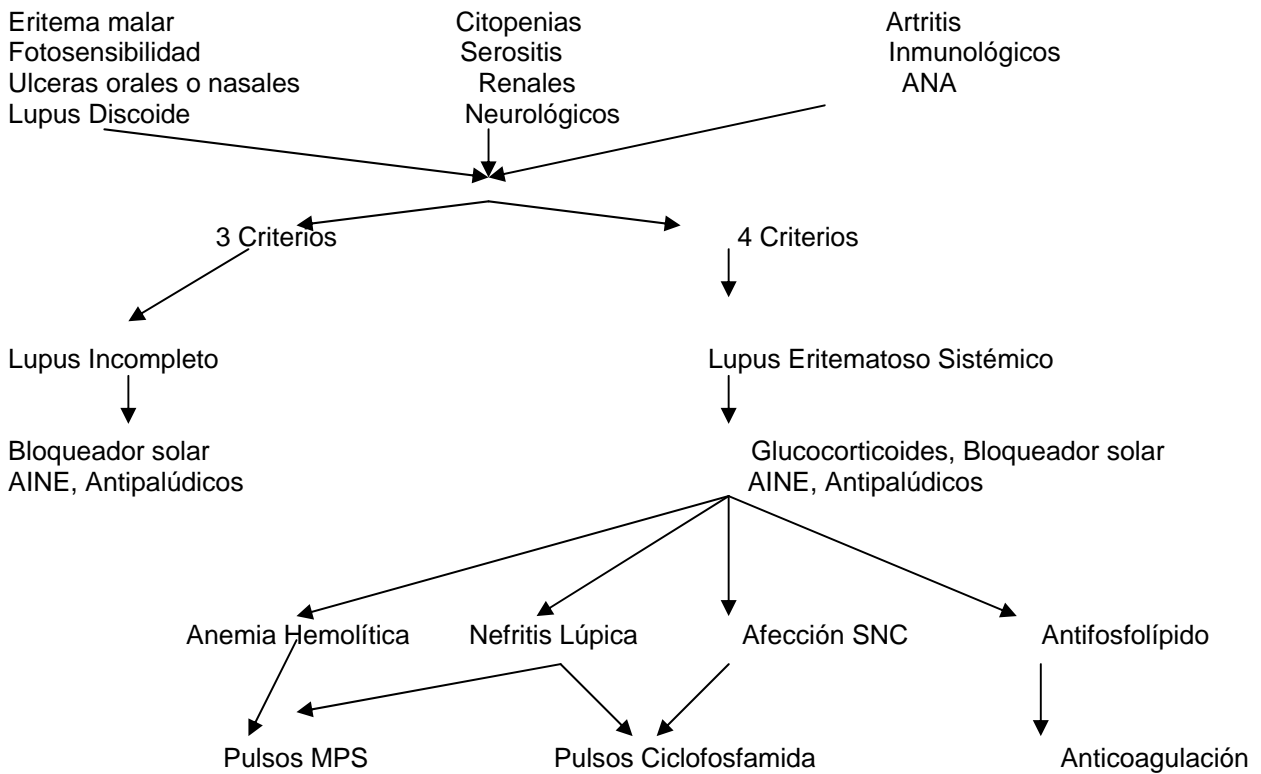 Eritema malar Citopenias Artritis
Fotosensibilidad Serositis Inmunológicos
Ulceras orales o nasales Renales ANA
Lupus Discoide Neurológicos
3 Criterios 4 Criterios
Lupus Incompleto Lupus Eritematoso Sistémico
Bloqueador solar Glucocorticoides, Bloqueador solar
AINE, Antipalúdicos AINE, Antipalúdicos
Anemia Hemolítica Nefritis Lúpica Afección SNC Antifosfolípido
Pulsos MPS Pulsos Ciclofosfamida Anticoagulación